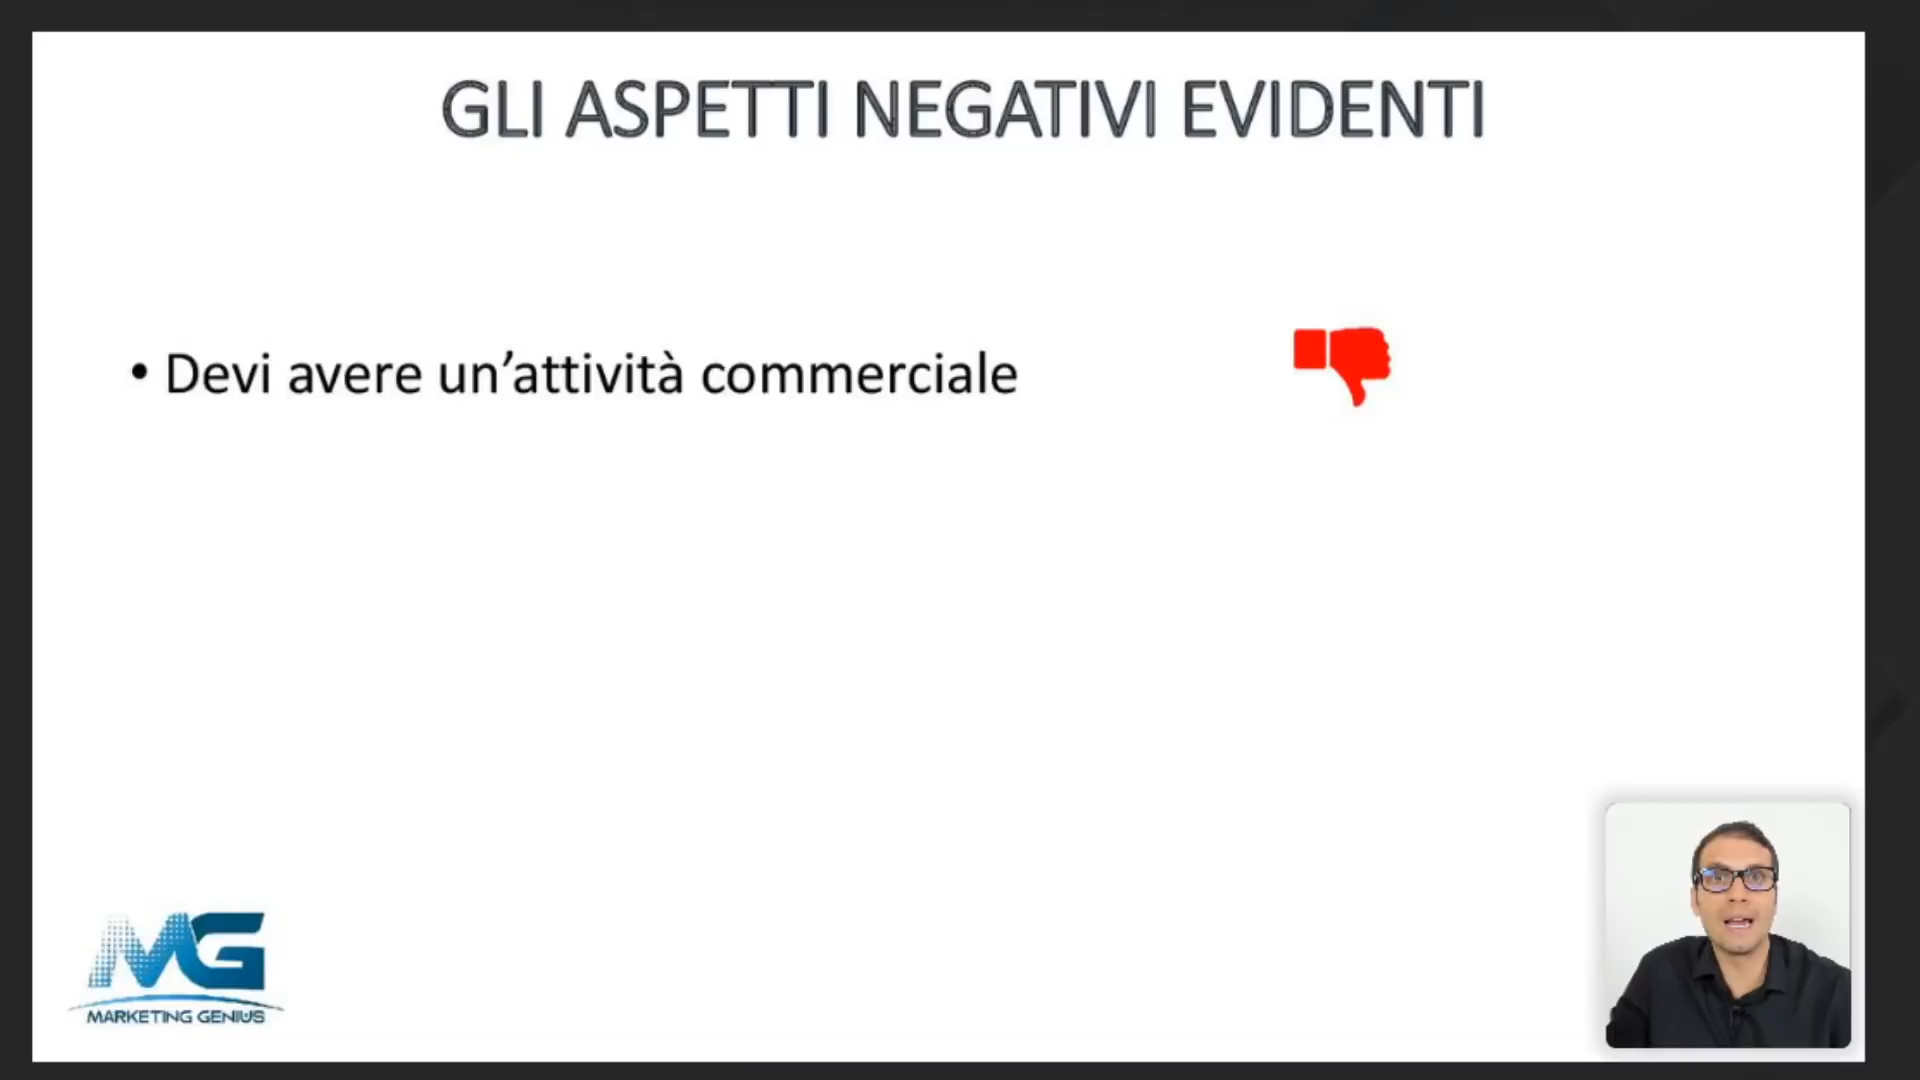 GLI ASPETTI NEGATIVI EVIDENTI
• Devi avere un’attività commerciale
MG
MARKETING GENIUS